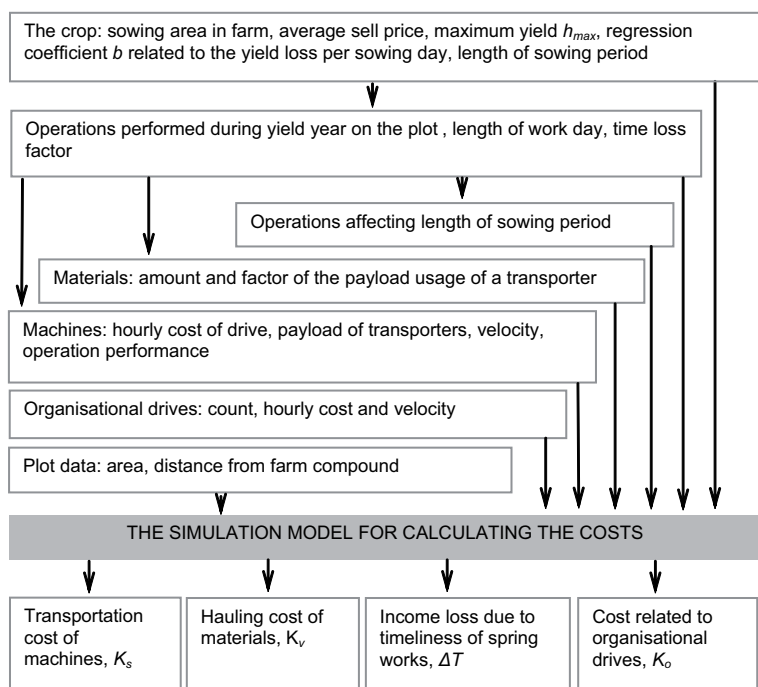 The crop: sowing area in farm, average sell price, maximum yield hmax, regression
coefficient b related to the yield loss per sowing day, length of sowing period
Operations performed during yield year on the plot , length of work day, time loss
factor
Operations affecting length of sowing period
Materials: amount and factor of the payload usage of a transporter
Machines: hourly cost of drive, payload of transporters, velocity,
operation performance
Organisational drives: count, hourly cost and velocity
Plot data: area, distance from farm compound
THE SIMULATION MODEL FOR CALCULATING THE COSTS
Transportation
cost of
machines, Ks
Hauling cost of
materials, Kv
Income loss due to
timeliness of spring
works, ΔT
Cost related to
organisational
drives, Ko